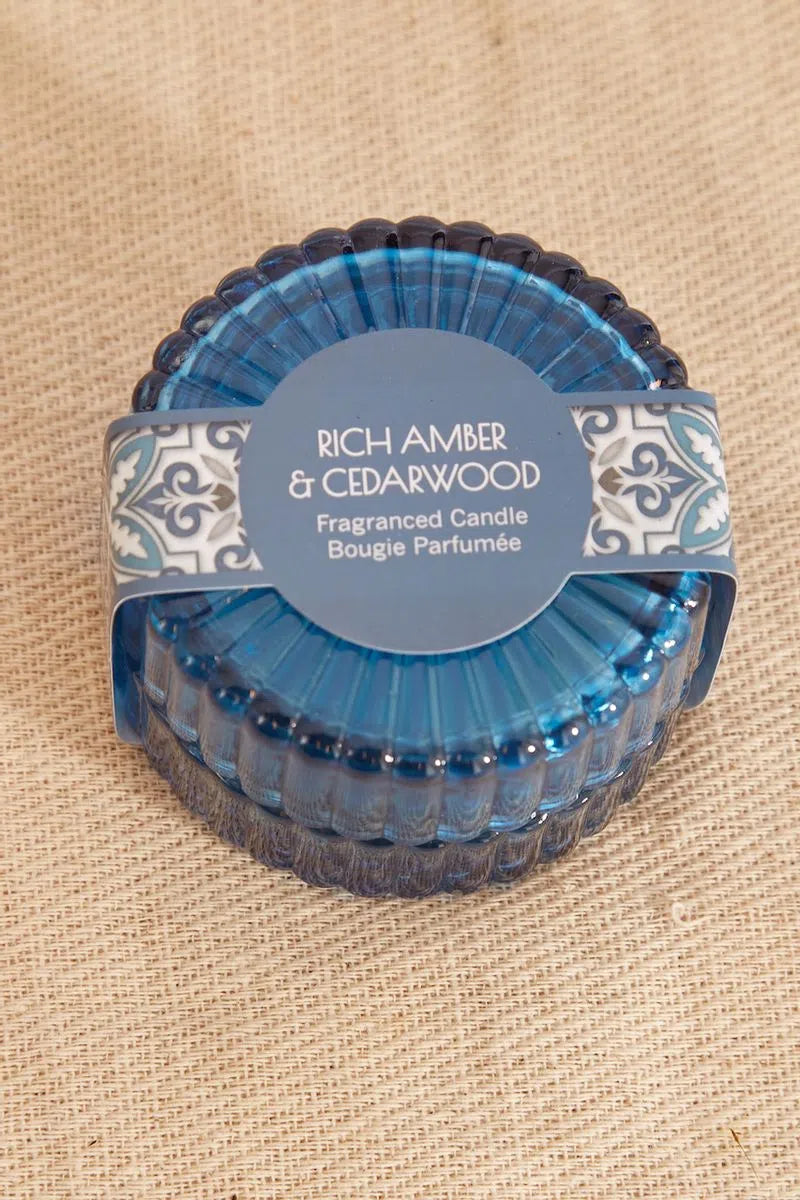 RICH AMBER
& CEDARWOOD
Fragranced Candle
Bougie Parfumée